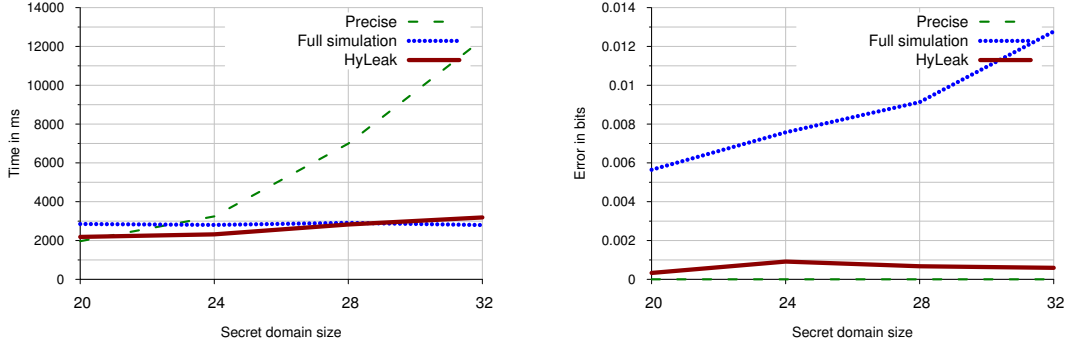 14000
12000
10000
8000
6000
4000
2000
0
Time in ms
Precise
Full simulation
HyLeak
20 24 28 32
Secret domain size
0.014
0.012
0.01
0.008
0.006
0.004
0.002
0
Error in bits
Precise
Full simulation
HyLeak
20 24 28 32
Secret domain size